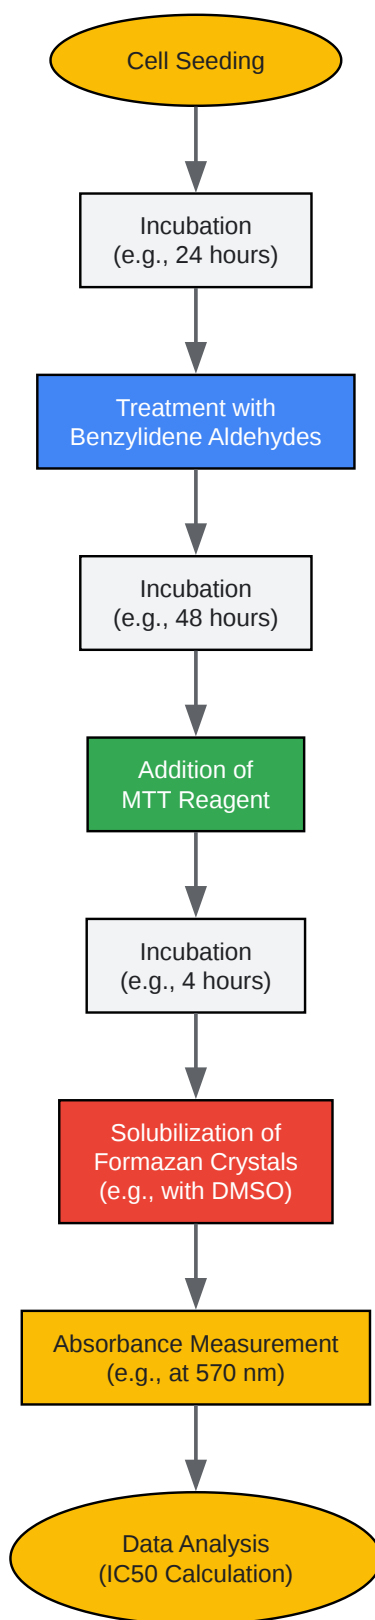 Cell Seeding
Incubation
(e.g., 24 hours)
Treatment with
Benzylidene Aldehydes
Incubation
(e.g., 48 hours)
Addition of
MTT Reagent
Incubation
(e.g., 4 hours)
Solubilization of
Formazan Crystals
(e.g., with DMSO)
Absorbance Measurement
(e.g., at 570 nm)
Data Analysis
(IC50 Calculation)